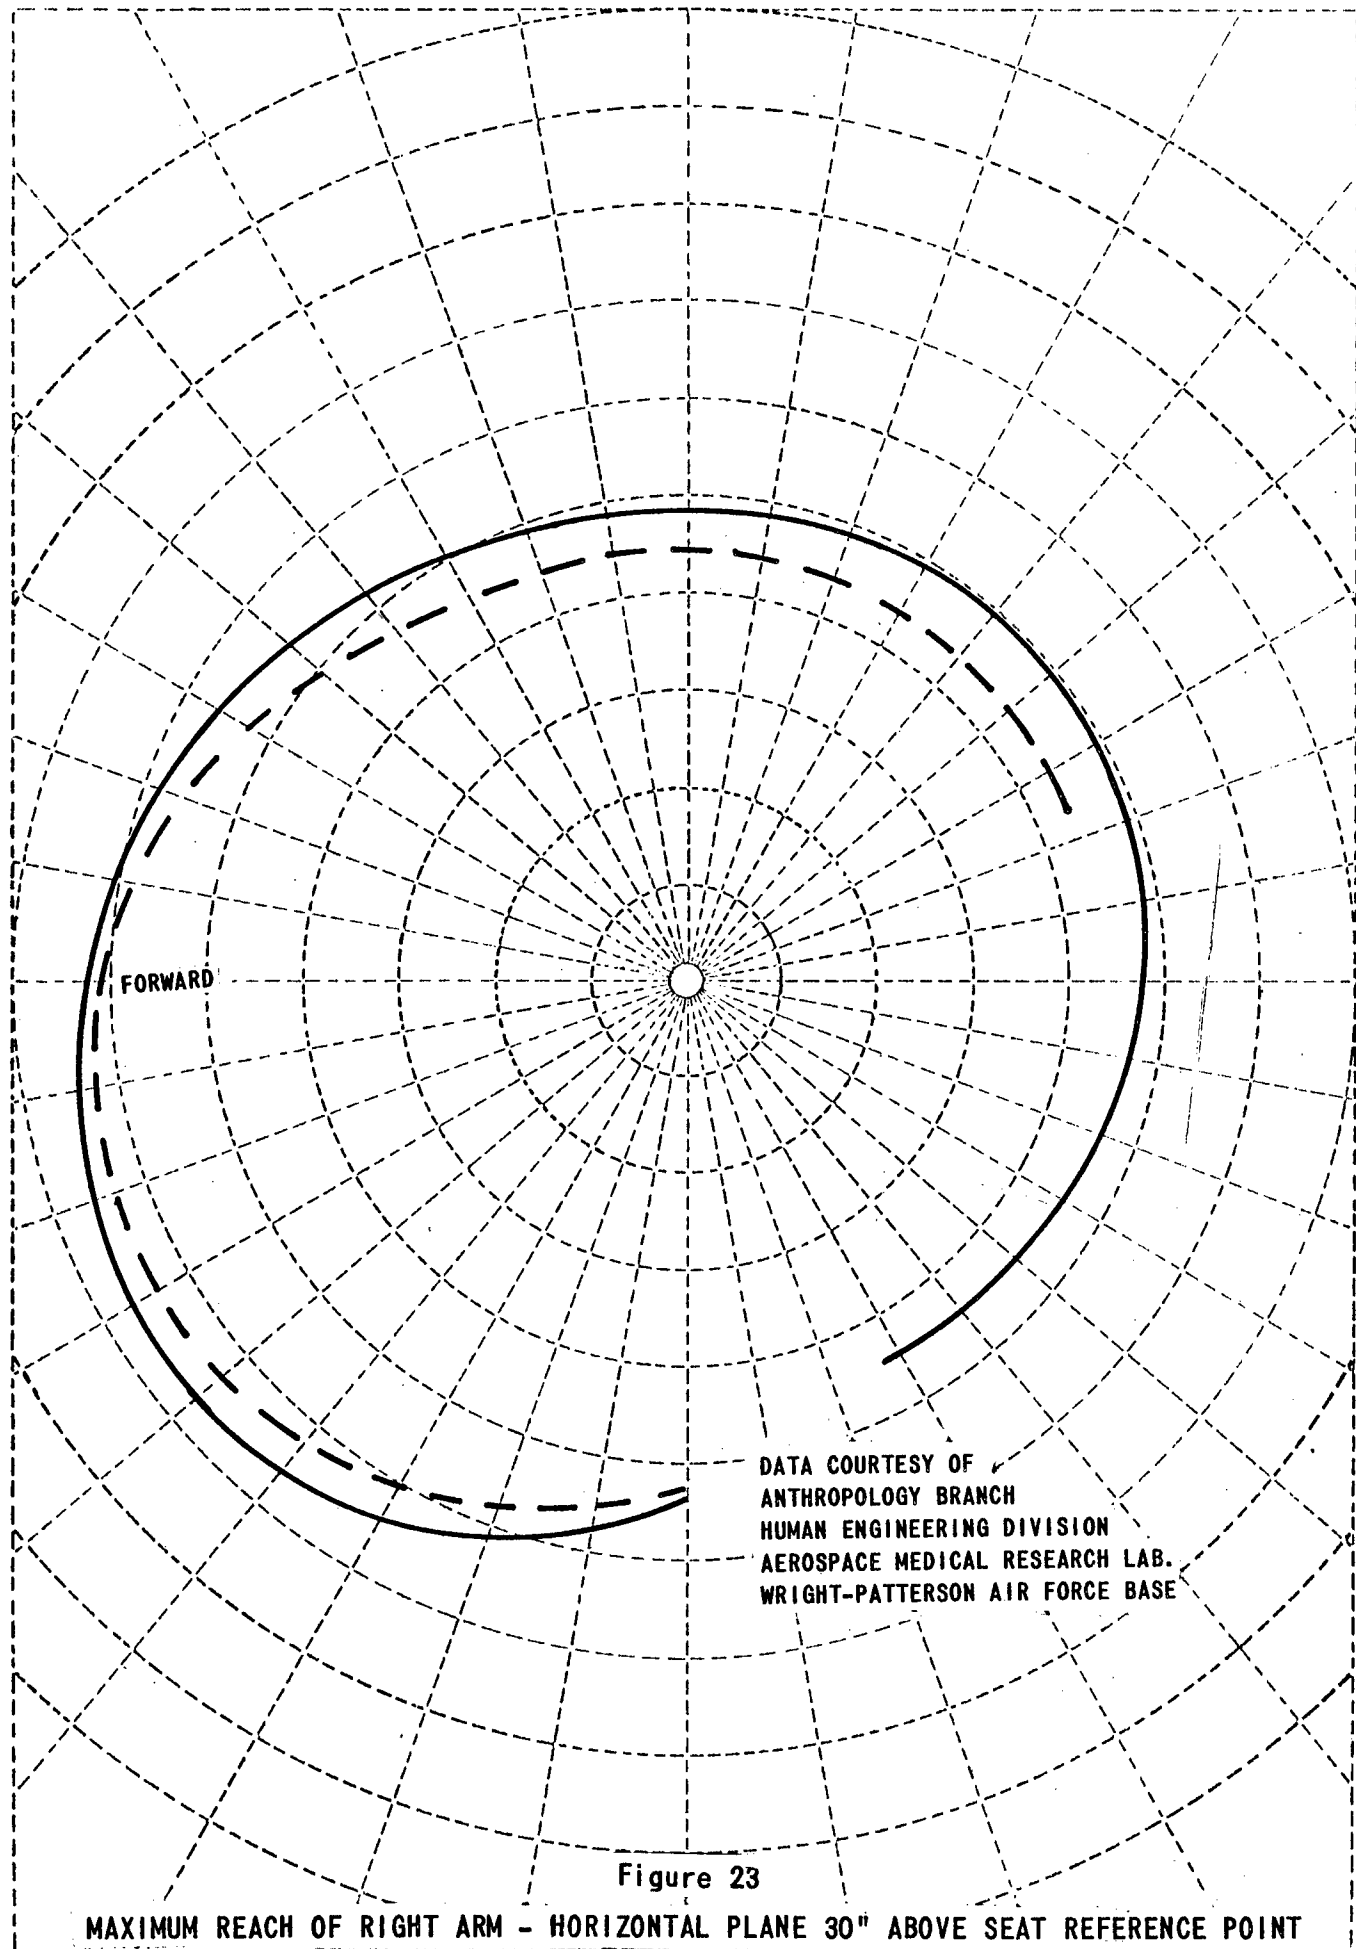 FORWARD
DATA COURTESY OF
ANTHROPOLOGY BRANCH
HUMAN ENGINEERING DIVISION
AEROSPACE MEDICAL RESEARCH LAB.
WRIGHT-PATTERSON AIR FORCE BASE
Figure 23
MAXIMUM REACH OF RIGHT ARM - HORIZONTAL PLANE 30" ABOVE SEAT REFERENCE POINT